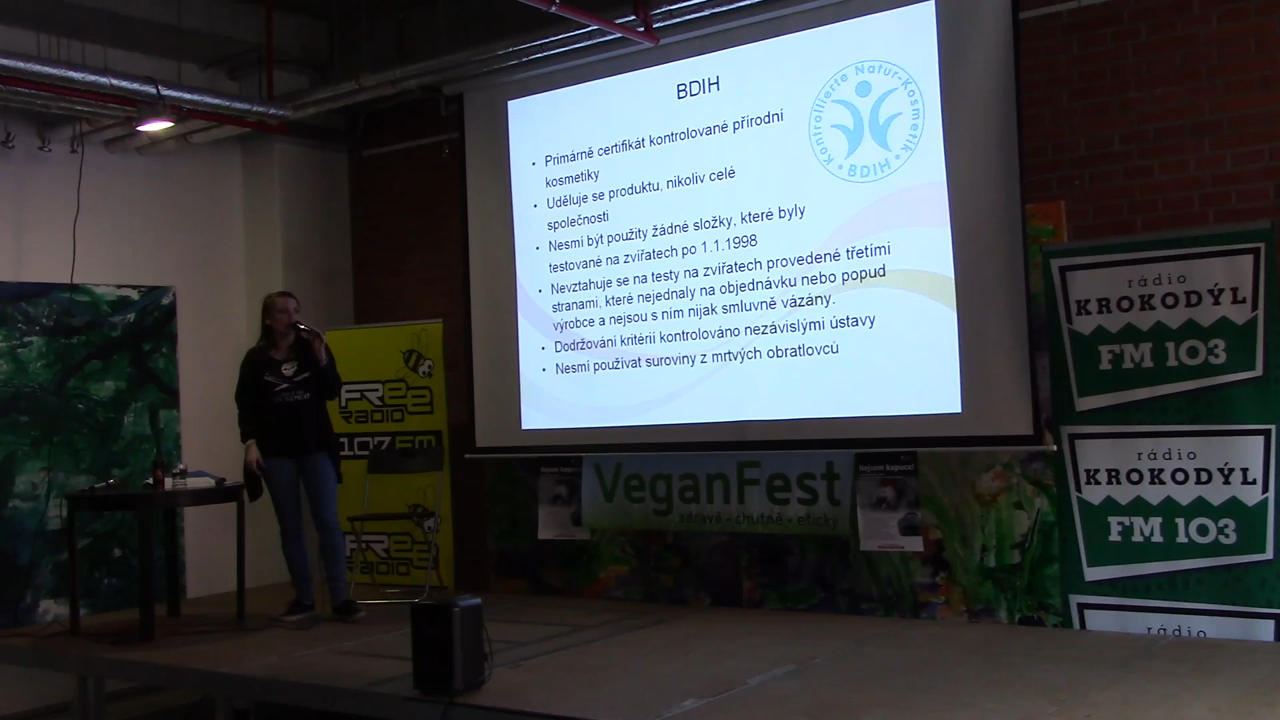 BDIH
Kontrollierte Natur-Kosmetik
• BDIH •
• Primárně certifikát kontrolované přírodní
kosmetiky
• Uděluje se produktu, nikoliv celé
společnosti
• Nesmí být použity žádné složky, které byly
testované na zvířatech po 1.1.1998
• Nevztahuje se na testy na zvířatech provedené třetími
stranami, které nejednaly na objednávku nebo popud
výrobce a nejsou s ním nijak smluvně vázány.
• Dodržování kritérií kontrolováno nezávislými ústavy
• Nesmí používat suroviny z mrtvých obratlovců
FRee
RADIO
107 FM
FRee
RADIO
Nejsem kapuce!
VeganFest
zdravě • chutně • eticky
rádio
KROKODÝL
FM 103
rádio
KROKODÝL
FM 103
rádio